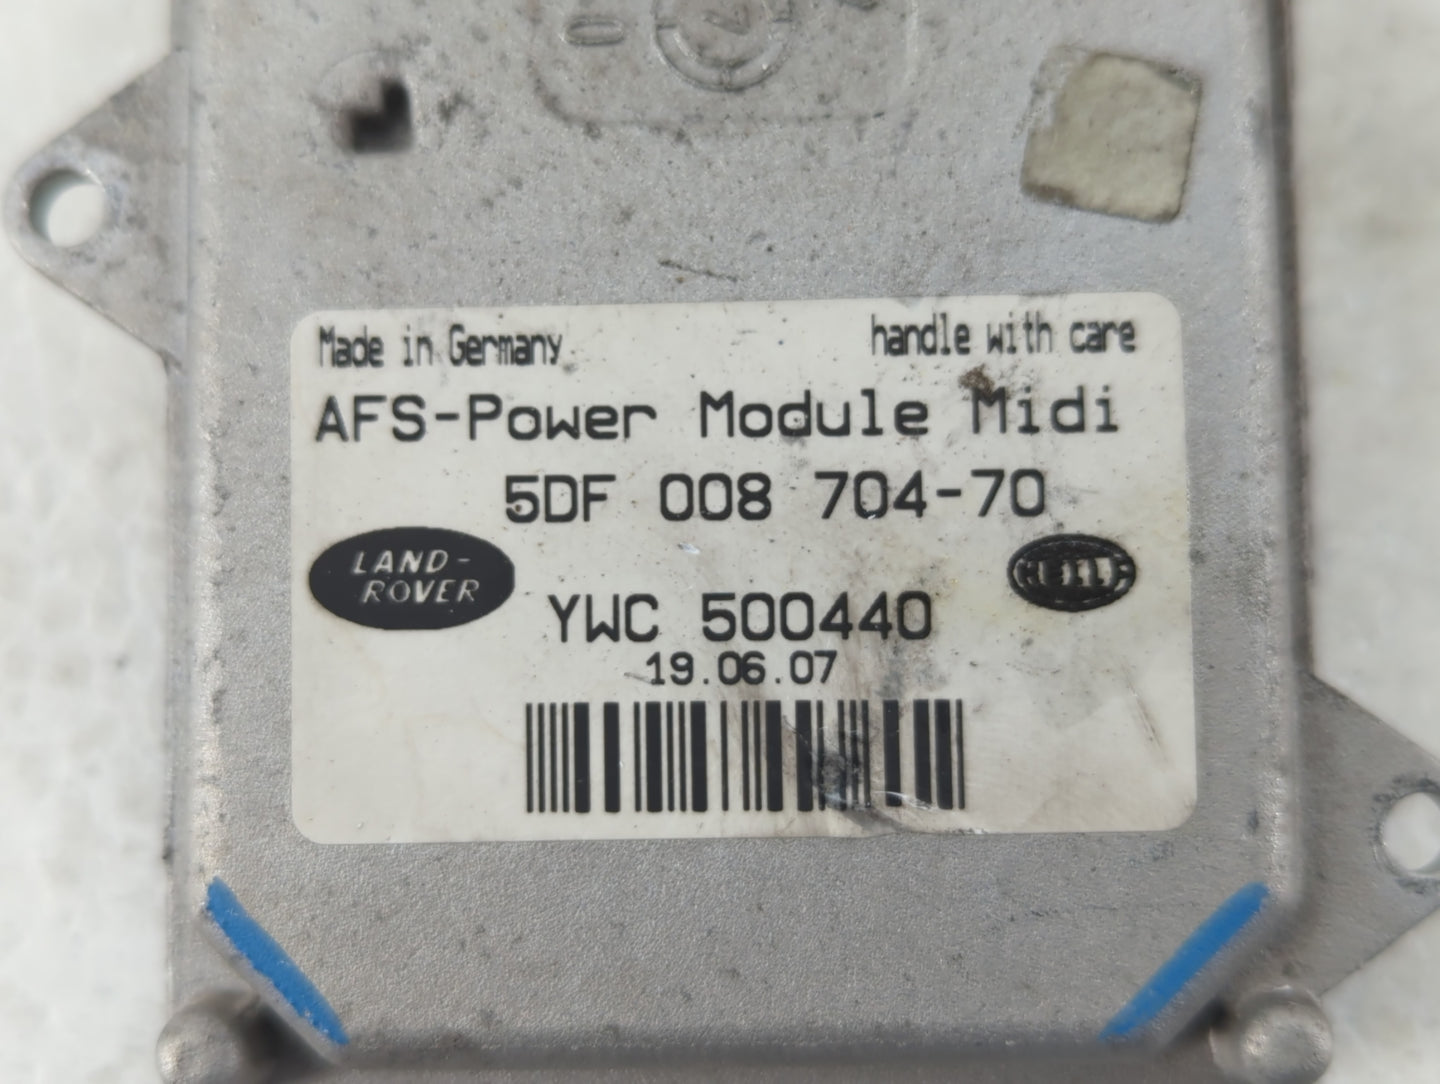 Made in Germany
handle with care
AFS-Power Module Midi
5DF 008 704-70
LAND-
ROVER
HELLA
YWC 500440
19.06.07